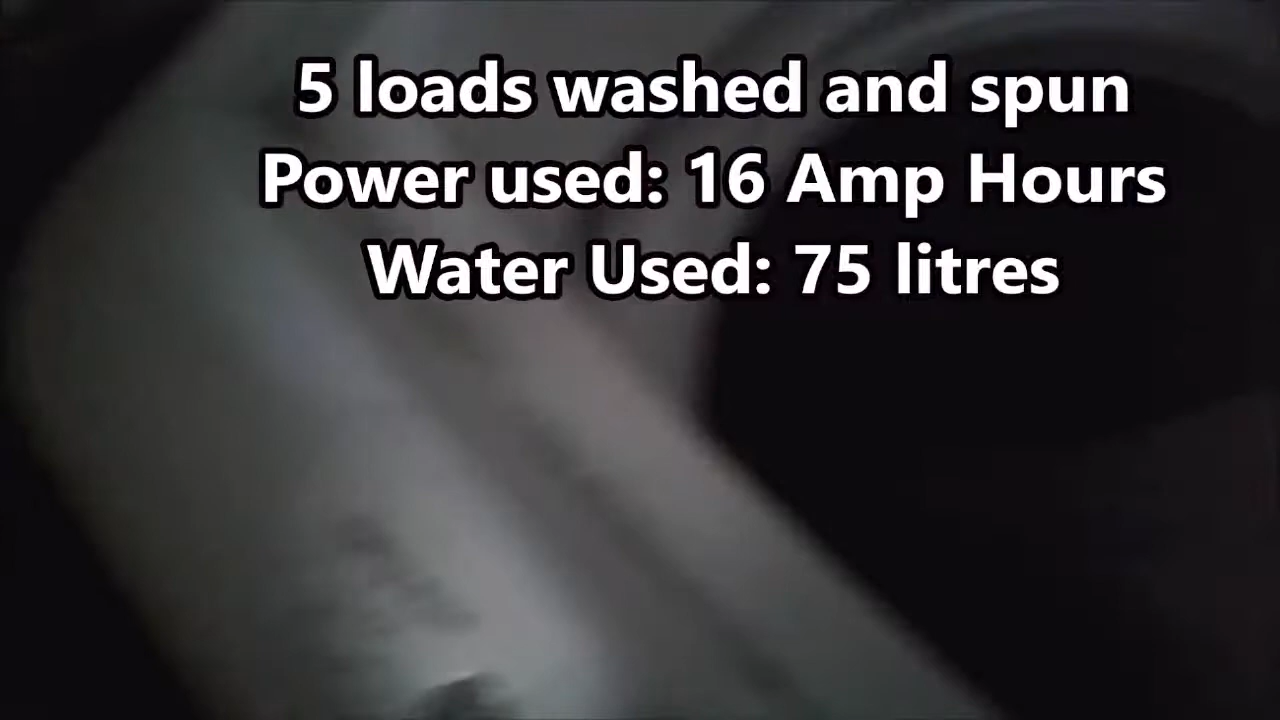 5 loads washed and spun
Power used: 16 Amp Hours
Water Used: 75 litres